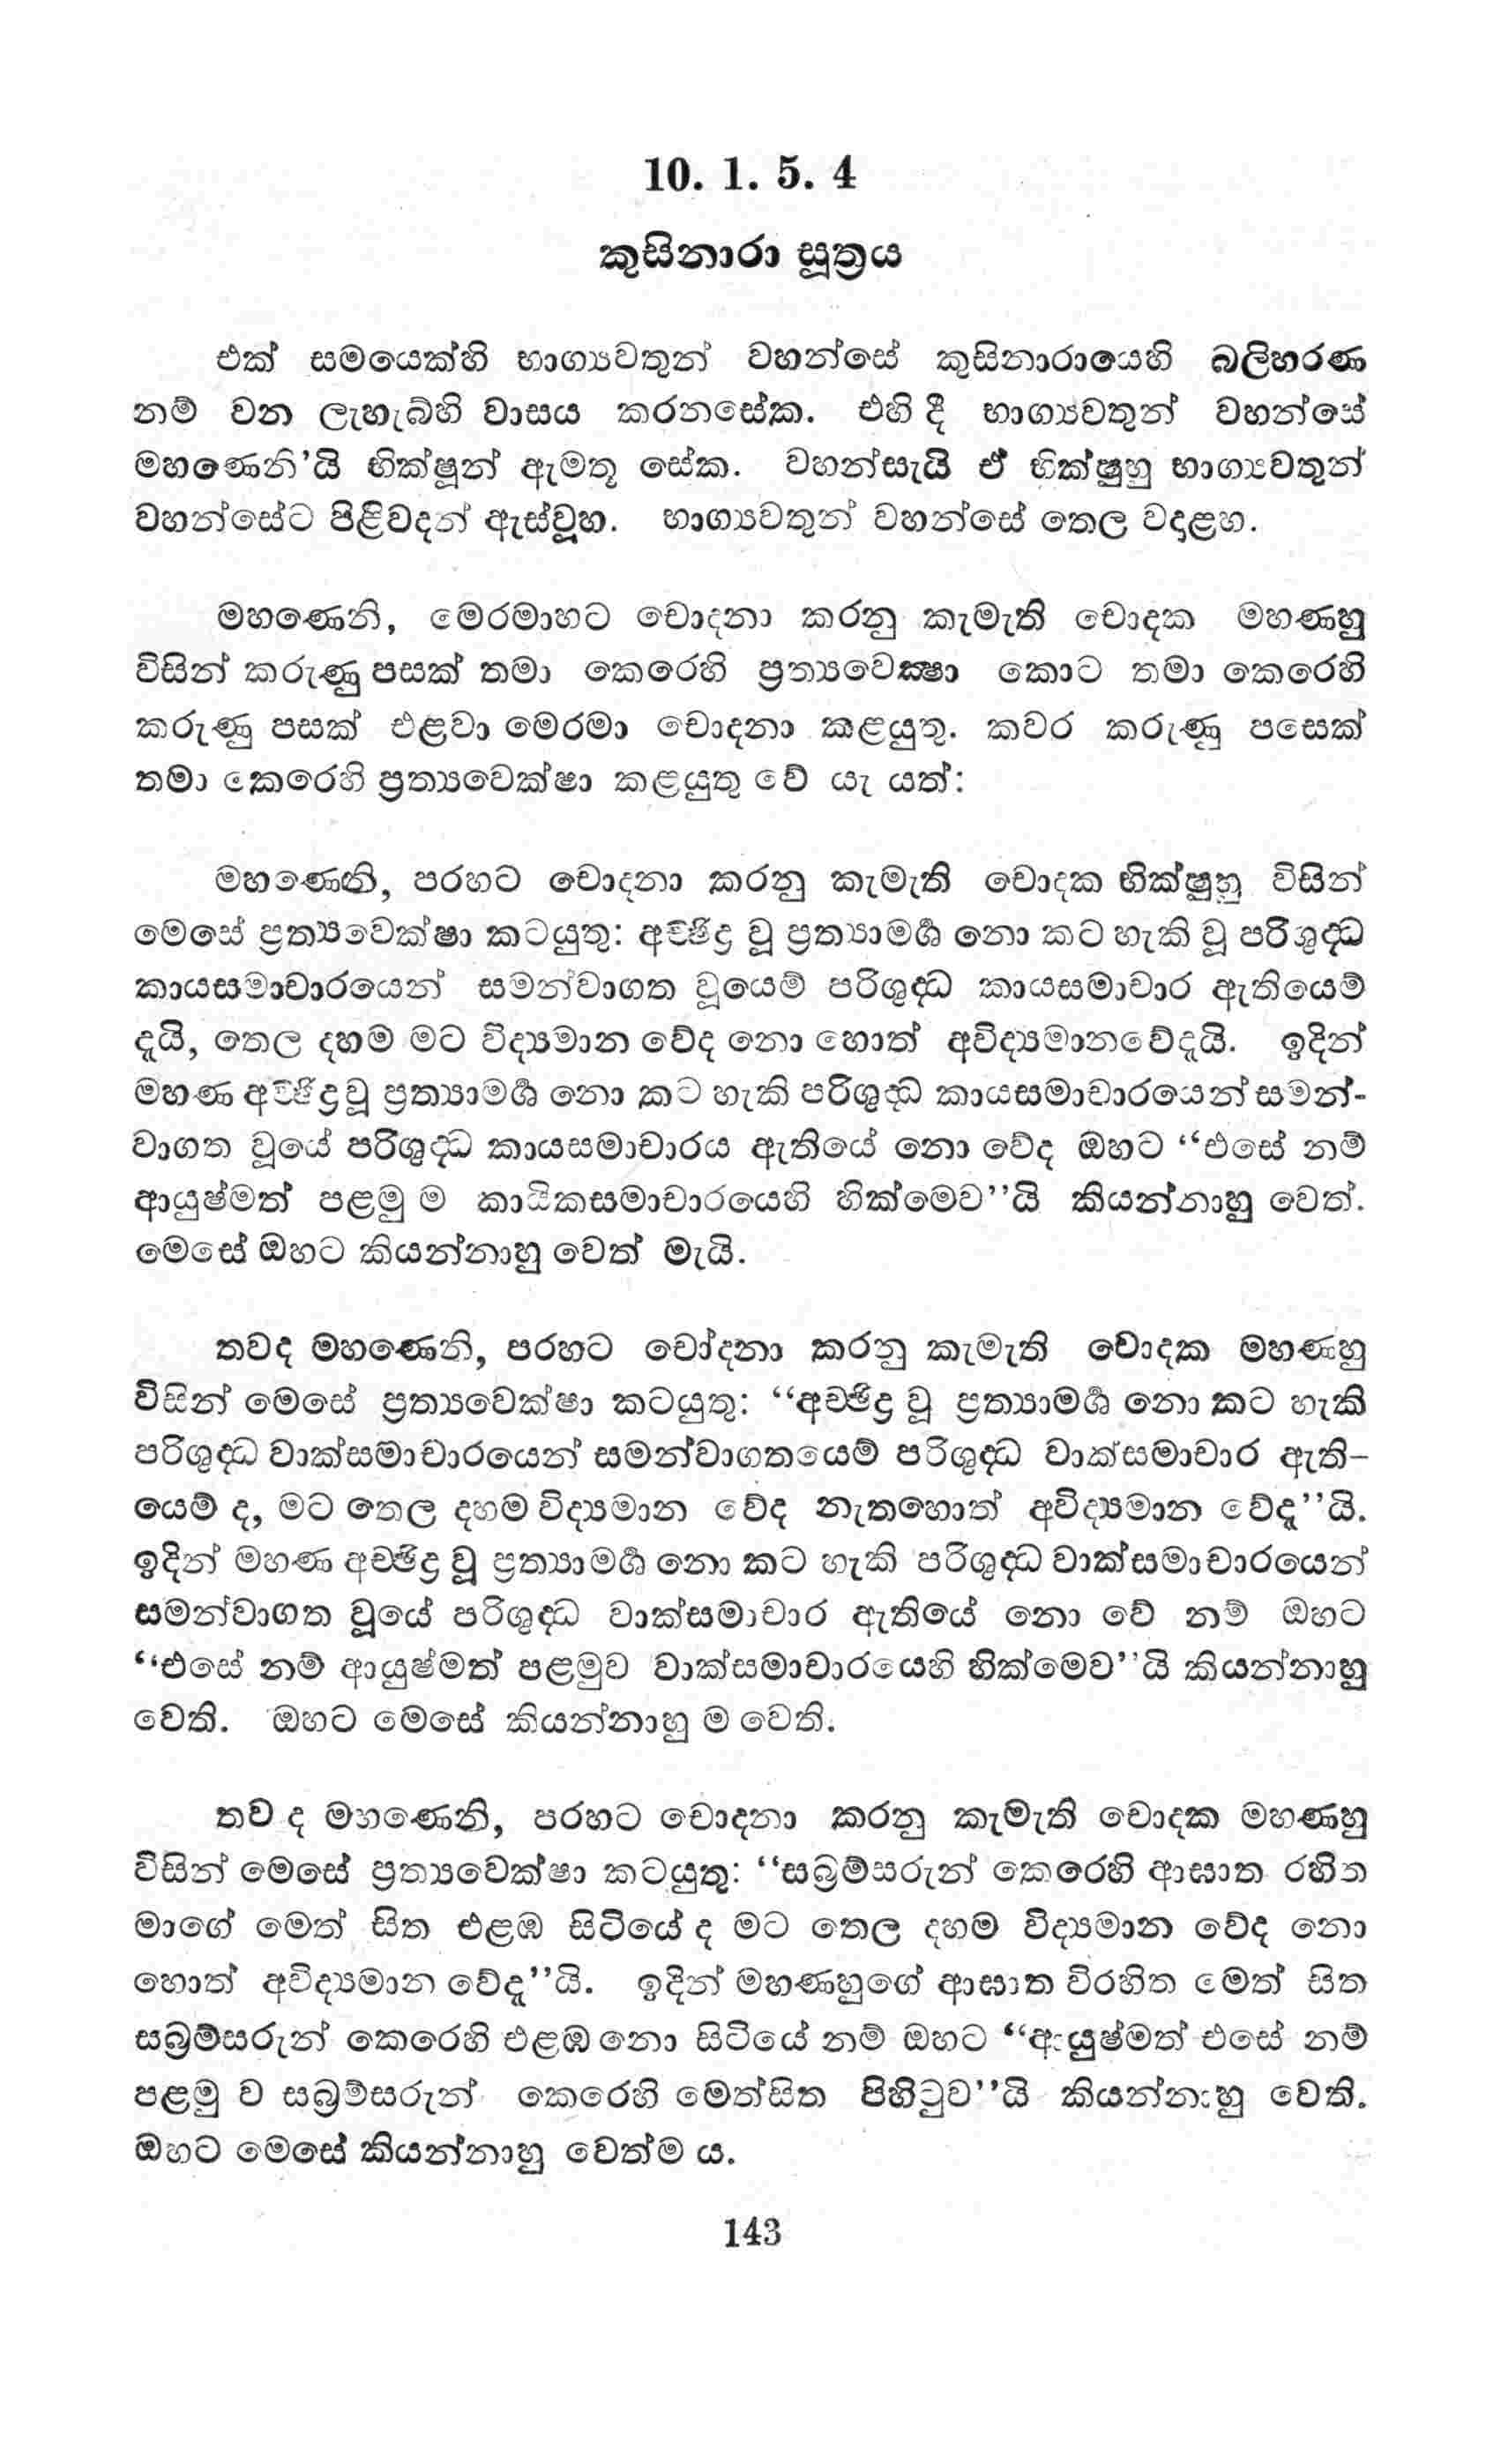 10. 1. 5. 4
කුසිනාරා සූත්‍රය
එක් සමයෙක්හි භාග්‍යවතුන් වහන්සේ කුසිනාරායෙහි බලිහරණ
නම් වන ලැහැබ්හි වාසය කරනසේක. එහි දී භාග්‍යවතුන් වහන්සේ
මහණෙනි’යි භික්ෂූන් ඇමතූ සේක. වහන්සැයි ඒ භික්ෂුහු භාග්‍යවතුන්
වහන්සේට පිළිවදන් ඇස්වූහ. භාග්‍යවතුන් වහන්සේ තෙල වදාළහ.
මහණෙනි, මෙරමාහට චොදනා කරනු කැමැති චොදක මහණහු
විසින් කරුණු පසක් තමා කෙරෙහි ප්‍රත්‍යවෙක්‍ෂා කොට තමා කෙරෙහි
කරුණු පසක් එළවා මෙරමා චොදනා කළයුතු. කවර කරුණු පසෙක්
තමා කෙරෙහි ප්‍රත්‍යවෙක්ෂා කළයුතු වේ යැ යත්:
මහණෙනි, පරහට චොදනා කරනු කැමැති චොදක භික්ෂුහු විසින්
මෙසේ ප්‍රත්‍යවෙක්ෂා කටයුතු: අච්ඡිද්‍ර වූ ප්‍රත්‍යාමර්‍ශ නො කට හැකි වූ පරිශුද්‍ධ
කායසමාචාරයෙන් සමන්වාගත වූයෙම් පරිශුද්‍ධ කායසමාචාර ඇතියෙම්
දැයි, තෙල දහම මට විද්‍යමාන වේද නො හොත් අවිද්‍යමානවේදැයි. ඉදින්
මහණ අච්ඡිද්‍රවූ ප්‍රත්‍යාමර්‍ශ නො කට හැකි පරිශුද්‍ධ කායසමාචාරයෙන් සමන්-
වාගත වූයේ පරිශුද්‍ධ කායසමාචාරය ඇතියේ නො වේද ඔහට “එසේ නම්
ආයුෂ්මත් පළමු ම කායිකසමාචාරයෙහි හික්මෙව”යි කියන්නාහු වෙත්.
මෙසේ ඔහට කියන්නාහු වෙත් මැයි.
තවද මහණෙනි, පරහට චෝදනා කරනු කැමැති චොදක මහණහු
විසින් මෙසේ ප්‍රත්‍යවෙක්ෂා කටයුතු: “අච්ඡිද්‍ර වූ ප්‍රත්‍යාමර්‍ශ නො කට හැකි
පරිශුද්‍ධ වාක්සමාචාරයෙන් සමන්වාගතයෙම් පරිශුද්‍ධ වාක්සමාචාර ඇති-
යෙම් ද, මට තෙල දහම විද්‍යමාන වේද නැතහොත් අවිද්‍යමාන වේදැ”යි.
ඉදින් මහණ අච්ඡිද්‍ර වූ ප්‍රත්‍යාමර්‍ශ නො කට හැකි පරිශුද්‍ධ වාක්සමාචාරයෙන්
සමන්වාගත වූයේ පරිශුද්‍ධ වාක්සමාචාර ඇතියේ නො වේ නම් ඔහට
“එසේ නම් ආයුෂ්මත් පළමුව වාක්සමාචාරයෙහි හික්මෙව”යි කියන්නාහු
වෙති. ඔහට මෙසේ කියන්නාහු ම වෙති.
තව ද මහණෙනි, පරහට චොදනා කරනු කැමැති චොදක මහණහු
විසින් මෙසේ ප්‍රත්‍යවෙක්ෂා කටයුතු: “සබ්‍රම්සරුන් කෙරෙහි ආඝාත රහිත
මාගේ මෙත් සිත එළඹ සිටියේ ද මට තෙල දහම විද්‍යමාන වේද නො
හොත් අවිද්‍යමාන වේදැ”යි. ඉදින් මහණහුගේ ආඝාත විරහිත මෙත් සිත
සබ්‍රම්සරුන් කෙරෙහි එළඹ නො සිටියේ නම් ඔහට “ආයුෂ්මත් එසේ නම්
පළමු ව සබ්‍රම්සරුන් කෙරෙහි මෙත්සිත පිහිටුව”යි කියන්නාහු වෙති.
ඔහට මෙසේ කියන්නාහු වෙත්ම ය.
143